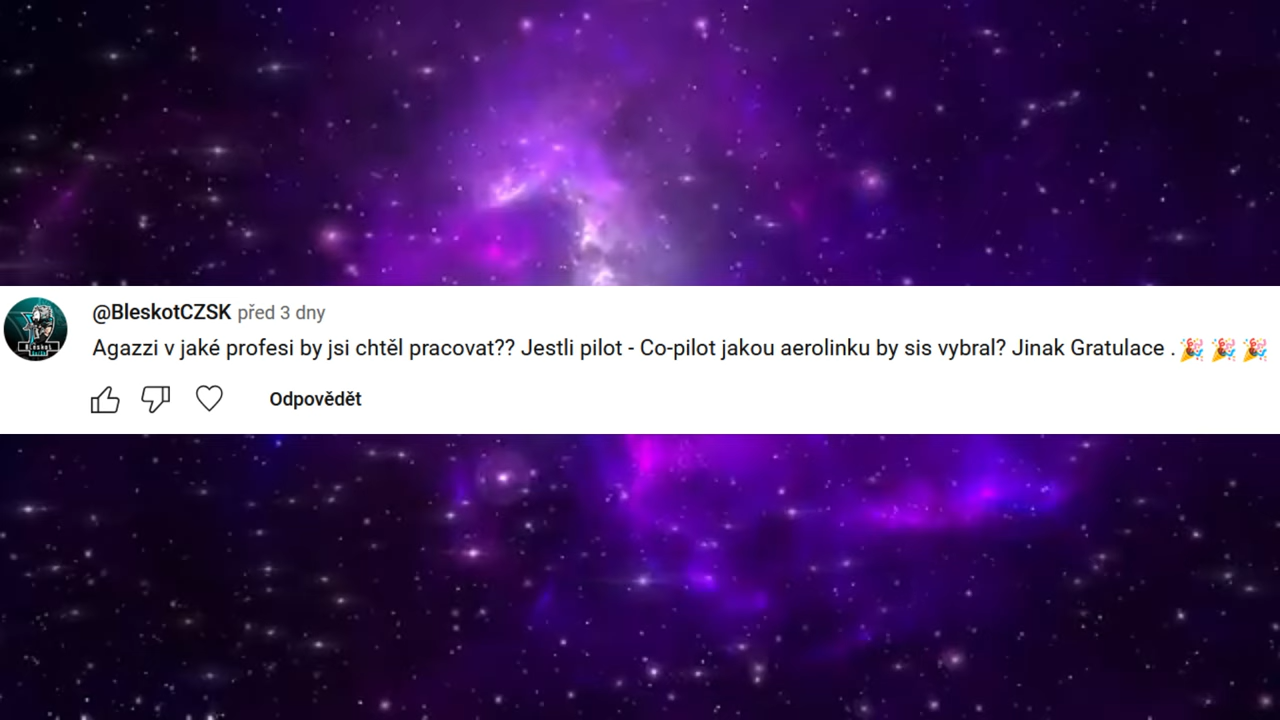 @BleskotCZSK před 3 dny
Agazzi v jaké profesi by jsi chtěl pracovat?? Jestli pilot - Co-pilot jakou aerolinku by sis vybral? Jinak Gratulace .🎉 🎉 🎉
Odpovědět